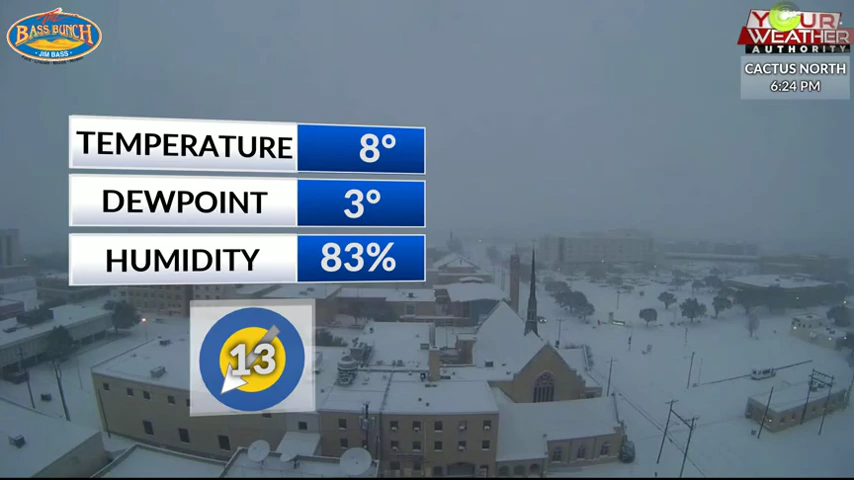 The
BASS BUNCH
JIM BASS
YOUR
WEATHER
AUTHORITY
CACTUS NORTH
6:24 PM
TEMPERATURE 8°
DEWPOINT 3°
HUMIDITY 83%
13